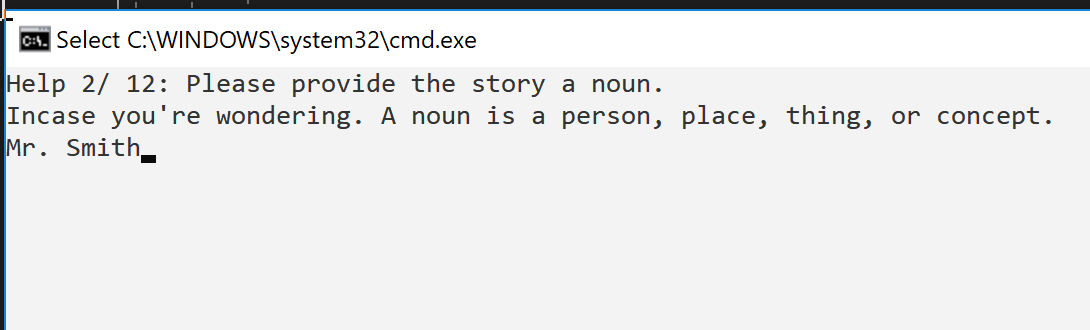 Select C:\WINDOWS\system32\cmd.exe
Help 2/ 12: Please provide the story a noun.
Incase you're wondering. A noun is a person, place, thing, or concept.
Mr. Smith